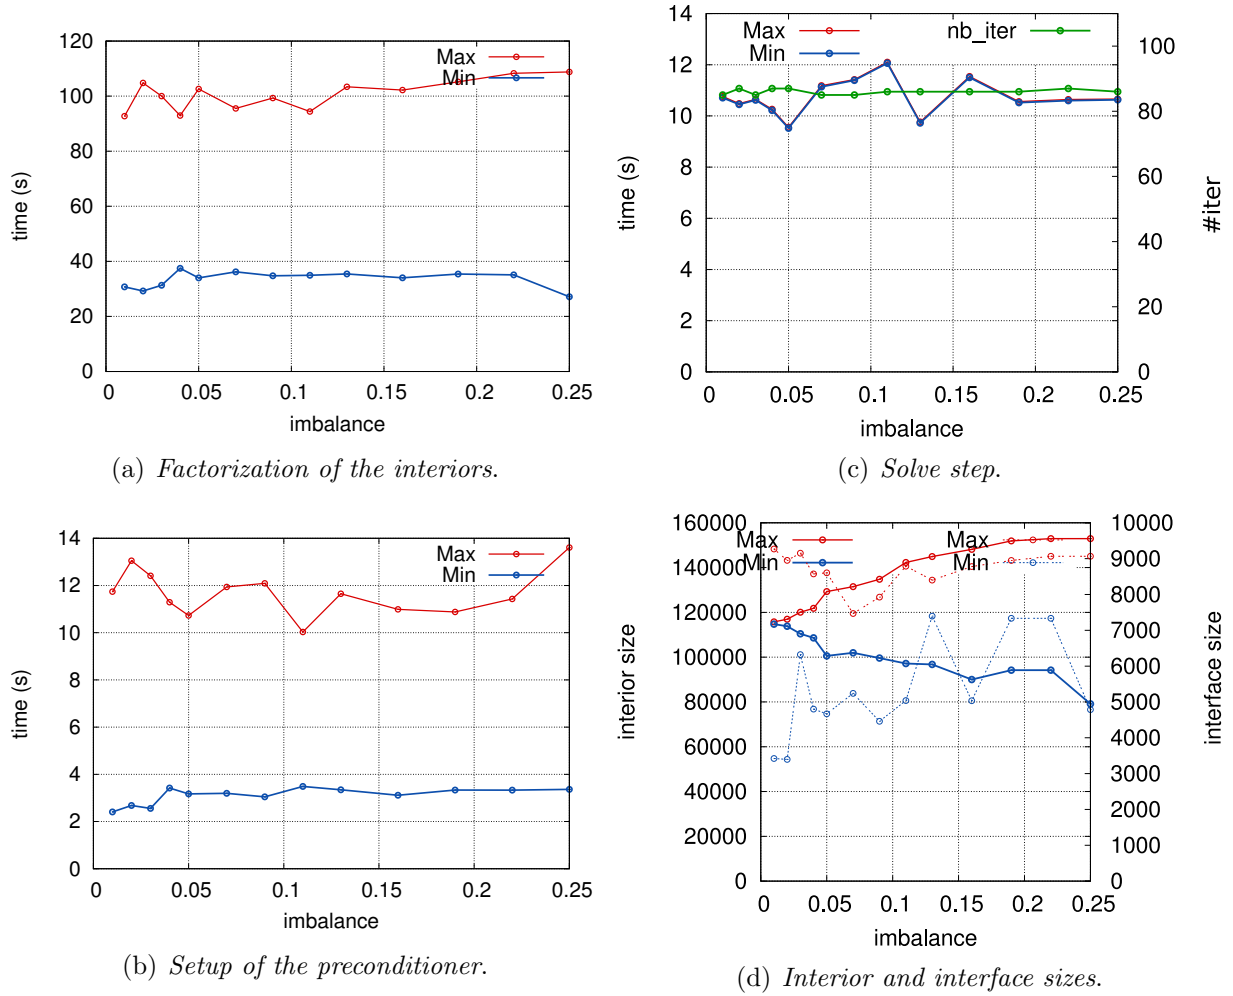 120
100
80
60
40
20
0
time (s)
Max
Min
0 0.05 0.1 0.15 0.2 0.25
imbalance
(a) Factorization of the interiors.
14
12
10
8
6
4
2
0
time (s)
Max
Min
nb_iter
100
80
60
40
20
0
#iter
0 0.05 0.1 0.15 0.2 0.25
imbalance
(c) Solve step.
14
12
10
8
6
4
2
0
time (s)
Max
Min
0 0.05 0.1 0.15 0.2 0.25
imbalance
(b) Setup of the preconditioner.
160000
140000
120000
100000
80000
60000
40000
20000
0
interior size
Max
Min
Max
Min
10000
9000
8000
7000
6000
5000
4000
3000
2000
1000
0
interface size
0 0.05 0.1 0.15 0.2 0.25
imbalance
(d) Interior and interface sizes.